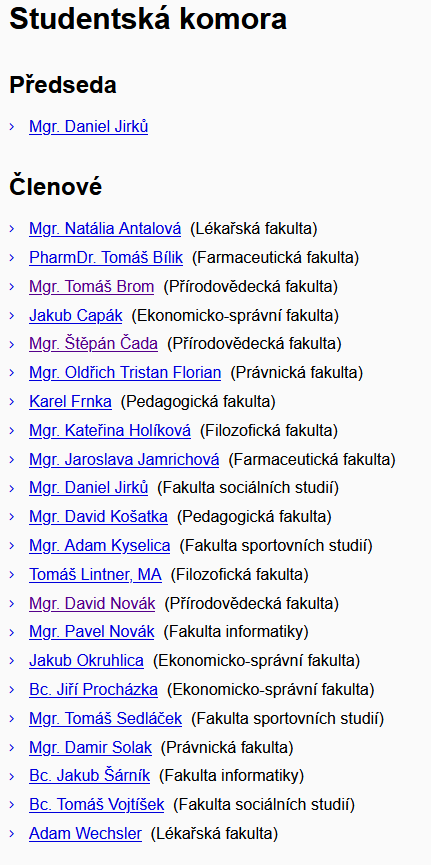 Studentská komora
Předseda
Mgr. Daniel Jirků
Členové
Mgr. Natália Antalová (Lékařská fakulta)
PharmDr. Tomáš Bílik (Farmaceutická fakulta)
Mgr. Tomáš Brom (Přírodovědecká fakulta)
Jakub Capák (Ekonomicko-správní fakulta)
Mgr. Štěpán Čada (Přírodovědecká fakulta)
Mgr. Oldřich Tristan Florian (Právnická fakulta)
Karel Frnka (Pedagogická fakulta)
Mgr. Kateřina Holíková (Filozofická fakulta)
Mgr. Jaroslava Jamrichová (Farmaceutická fakulta)
Mgr. Daniel Jirků (Fakulta sociálních studií)
Mgr. David Košatka (Pedagogická fakulta)
Mgr. Adam Kyselica (Fakulta sportovních studií)
Tomáš Lintner, MA (Filozofická fakulta)
Mgr. David Novák (Přírodovědecká fakulta)
Mgr. Pavel Novák (Fakulta informatiky)
Jakub Okruhlica (Ekonomicko-správní fakulta)
Bc. Jiří Procházka (Ekonomicko-správní fakulta)
Mgr. Tomáš Sedláček (Fakulta sportovních studií)
Mgr. Damir Solak (Právnická fakulta)
Bc. Jakub Šárník (Fakulta informatiky)
Bc. Tomáš Vojtíšek (Fakulta sociálních studií)
Adam Wechsler (Lékařská fakulta)